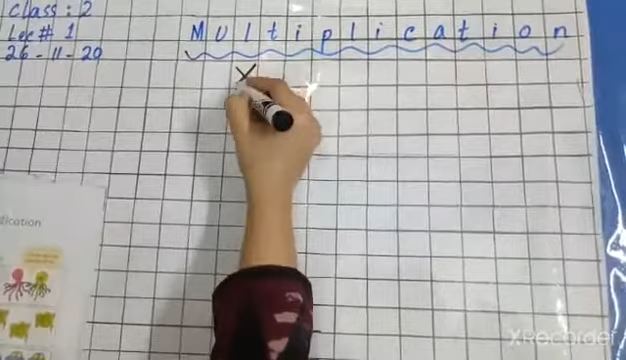 Class : 2
Lec # 1
26-11-20
Multiplication
×
XRecorder